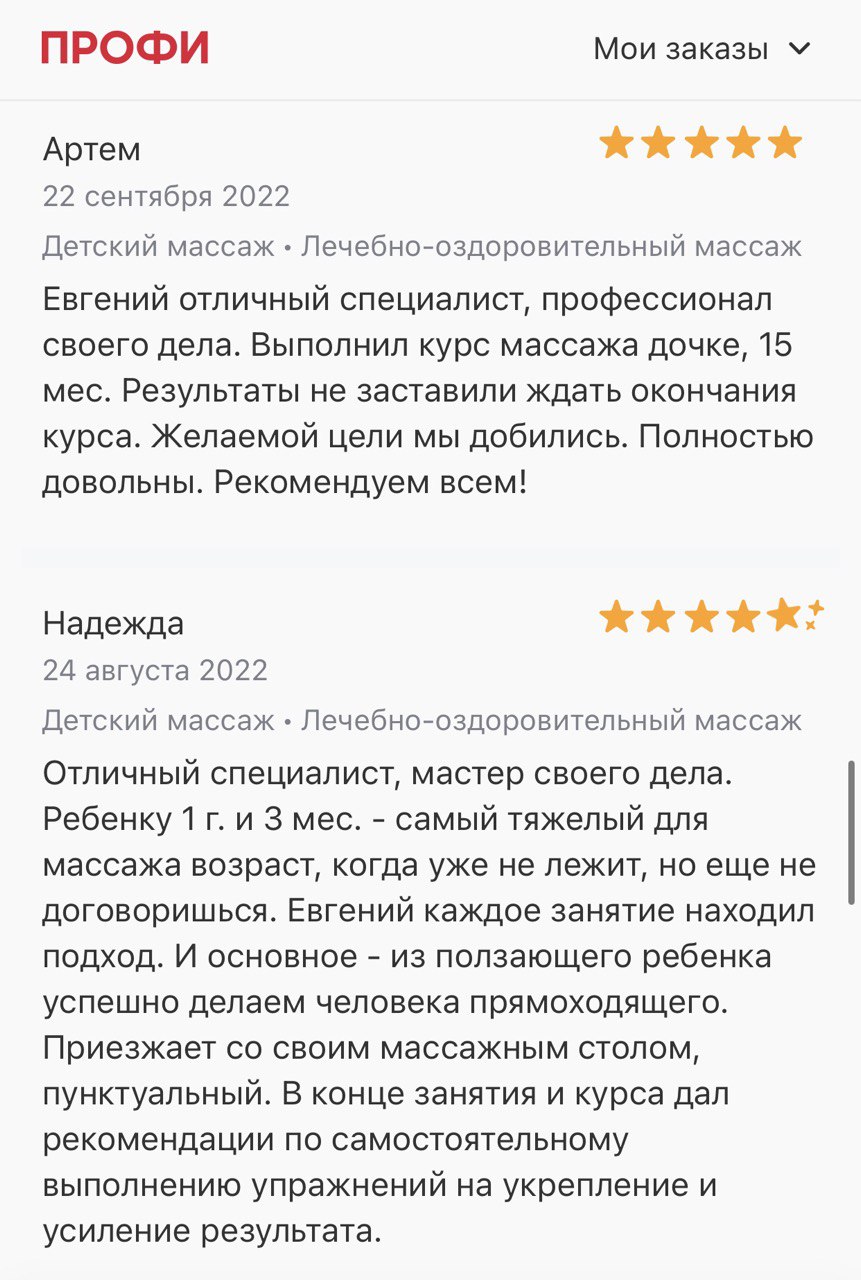 ПРОФИ
Мои заказы
Артем
22 сентября 2022
Детский массаж • Лечебно-оздоровительный массаж
Евгений отличный специалист, профессионал
своего дела. Выполнил курс массажа дочке, 15
мес. Результаты не заставили ждать окончания
курса. Желаемой цели мы добились. Полностью
довольны. Рекомендуем всем!
Надежда
24 августа 2022
Детский массаж • Лечебно-оздоровительный массаж
Отличный специалист, мастер своего дела.
Ребенку 1 г. и 3 мес. - самый тяжелый для
массажа возраст, когда уже не лежит, но еще не
договоришься. Евгений каждое занятие находил
подход. И основное - из ползающего ребенка
успешно делаем человека прямоходящего.
Приезжает со своим массажным столом,
пунктуальный. В конце занятия и курса дал
рекомендации по самостоятельному
выполнению упражнений на укрепление и
усиление результата.